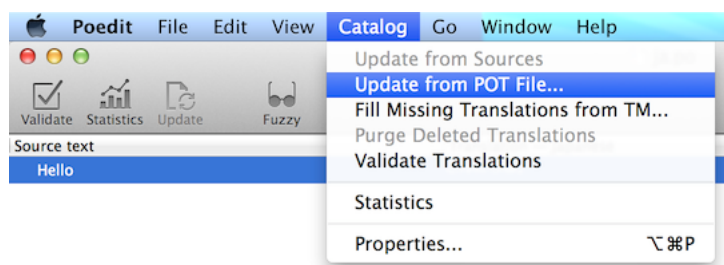 Poedit File Edit View Catalog Go Window Help
Update from Sources
Update from POT File...
Fill Missing Translations from TM...
Purge Deleted Translations
Validate Translations
Statistics
Properties... ⌥⌘P
Validate Statistics Update Fuzzy
Source text
Hello